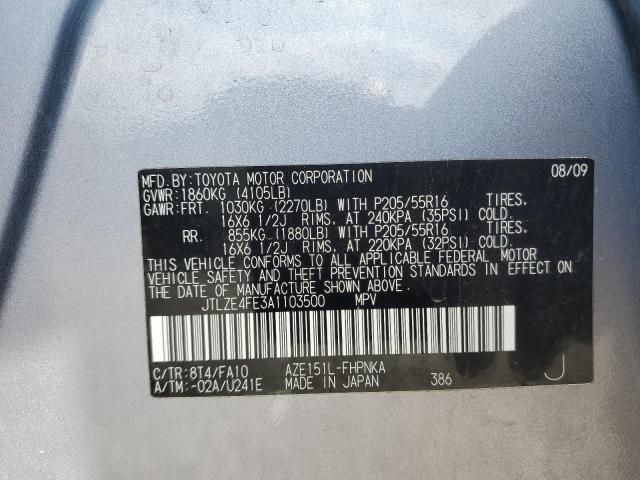 MFD. BY: TOYOTA MOTOR CORPORATION 08/09
GVWR: 1860KG (4105LB)
GAWR: FRT. 1030KG (2270LB) WITH P205/55R16 TIRES.
16X6 1/2J RIMS. AT 240KPA (35PSI) COLD.
RR. 855KG (1880LB) WITH P205/55R16 TIRES.
16X6 1/2J RIMS. AT 220KPA (32PSI) COLD.
THIS VEHICLE CONFORMS TO ALL APPLICABLE FEDERAL MOTOR
VEHICLE SAFETY AND THEFT PREVENTION STANDARDS IN EFFECT ON
THE DATE OF MANUFACTURE SHOWN ABOVE.
JTLZE4FE3A1103500 MPV
C/TR: 8T4/FA10 AZE151L-FHPNKA
A/TM: -02A/U241E MADE IN JAPAN 386 J